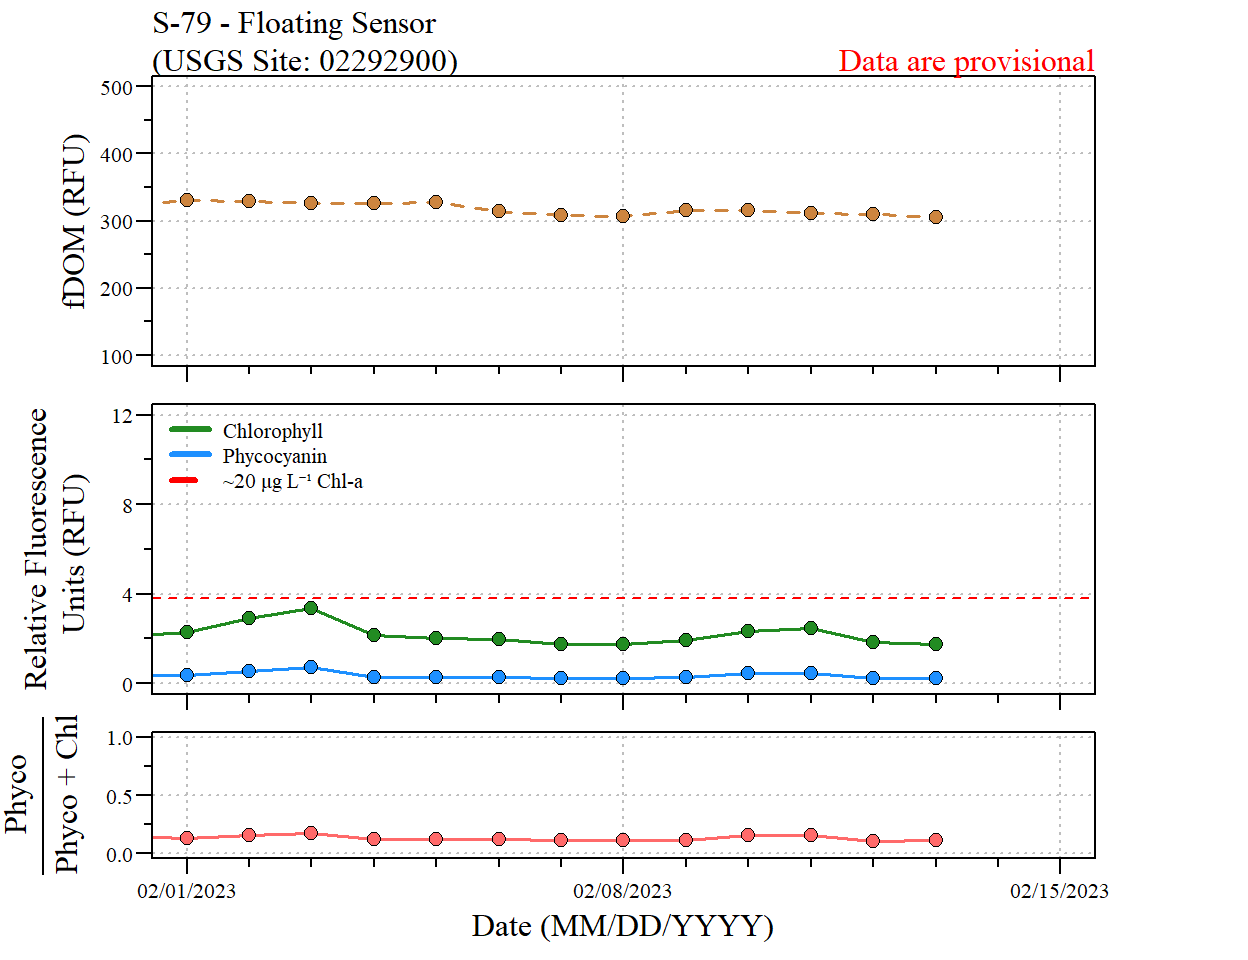 S-79 - Floating Sensor
(USGS Site: 02292900)
Data are provisional
500
400
300
200
100
fDOM (RFU)
12
8
4
0
Relative Fluorescence
Units (RFU)
Chlorophyll
Phycocyanin
~20 µg L⁻¹ Chl-a
1.0
0.5
0.0
Phyco
Phyco + Chl
02/01/2023
02/08/2023
02/15/2023
Date (MM/DD/YYYY)